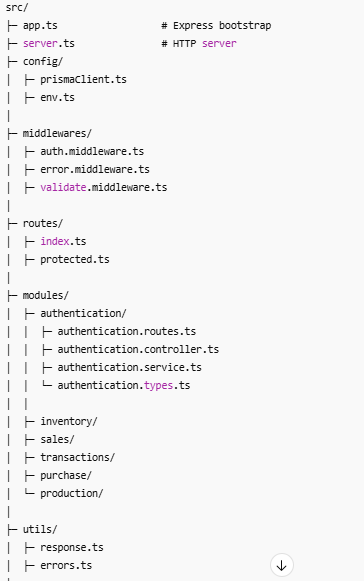 src/
├─ app.ts                 # Express bootstrap
├─ server.ts              # HTTP server
├─ config/
│  ├─ prismaClient.ts
│  ├─ env.ts
│
├─ middlewares/
│  ├─ auth.middleware.ts
│  ├─ error.middleware.ts
│  ├─ validate.middleware.ts
│
├─ routes/
│  ├─ index.ts
│  ├─ protected.ts
│
├─ modules/
│  ├─ authentication/
│  │  ├─ authentication.routes.ts
│  │  ├─ authentication.controller.ts
│  │  ├─ authentication.service.ts
│  │  └─ authentication.types.ts
│  │
│  ├─ inventory/
│  ├─ sales/
│  ├─ transactions/
│  ├─ purchase/
│  └─ production/
│
├─ utils/
│  ├─ response.ts
│  ├─ errors.ts